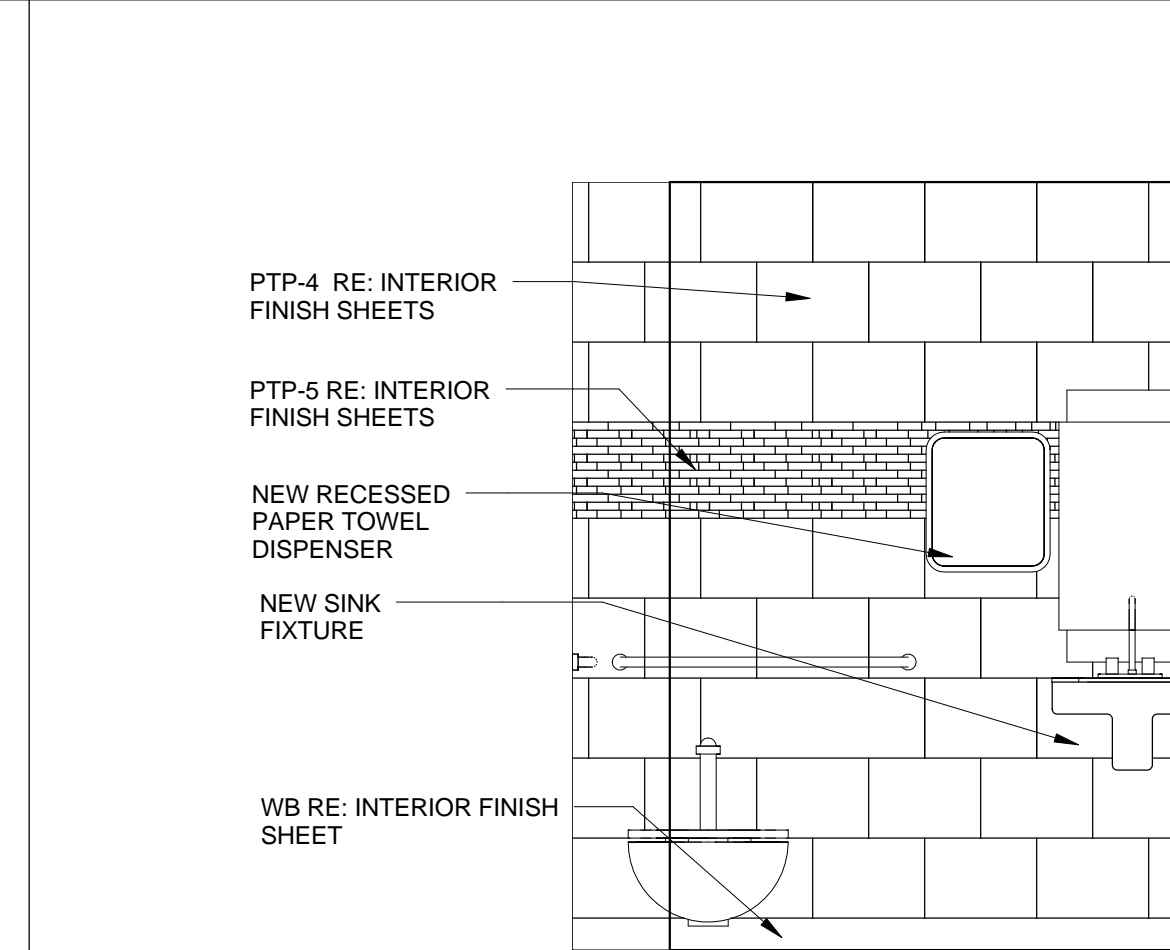 PTP-4  RE: INTERIOR
FINISH SHEETS
PTP-5 RE: INTERIOR
FINISH SHEETS
NEW RECESSED
PAPER TOWEL
DISPENSER
NEW SINK
FIXTURE
WB RE: INTERIOR FINISH
SHEET